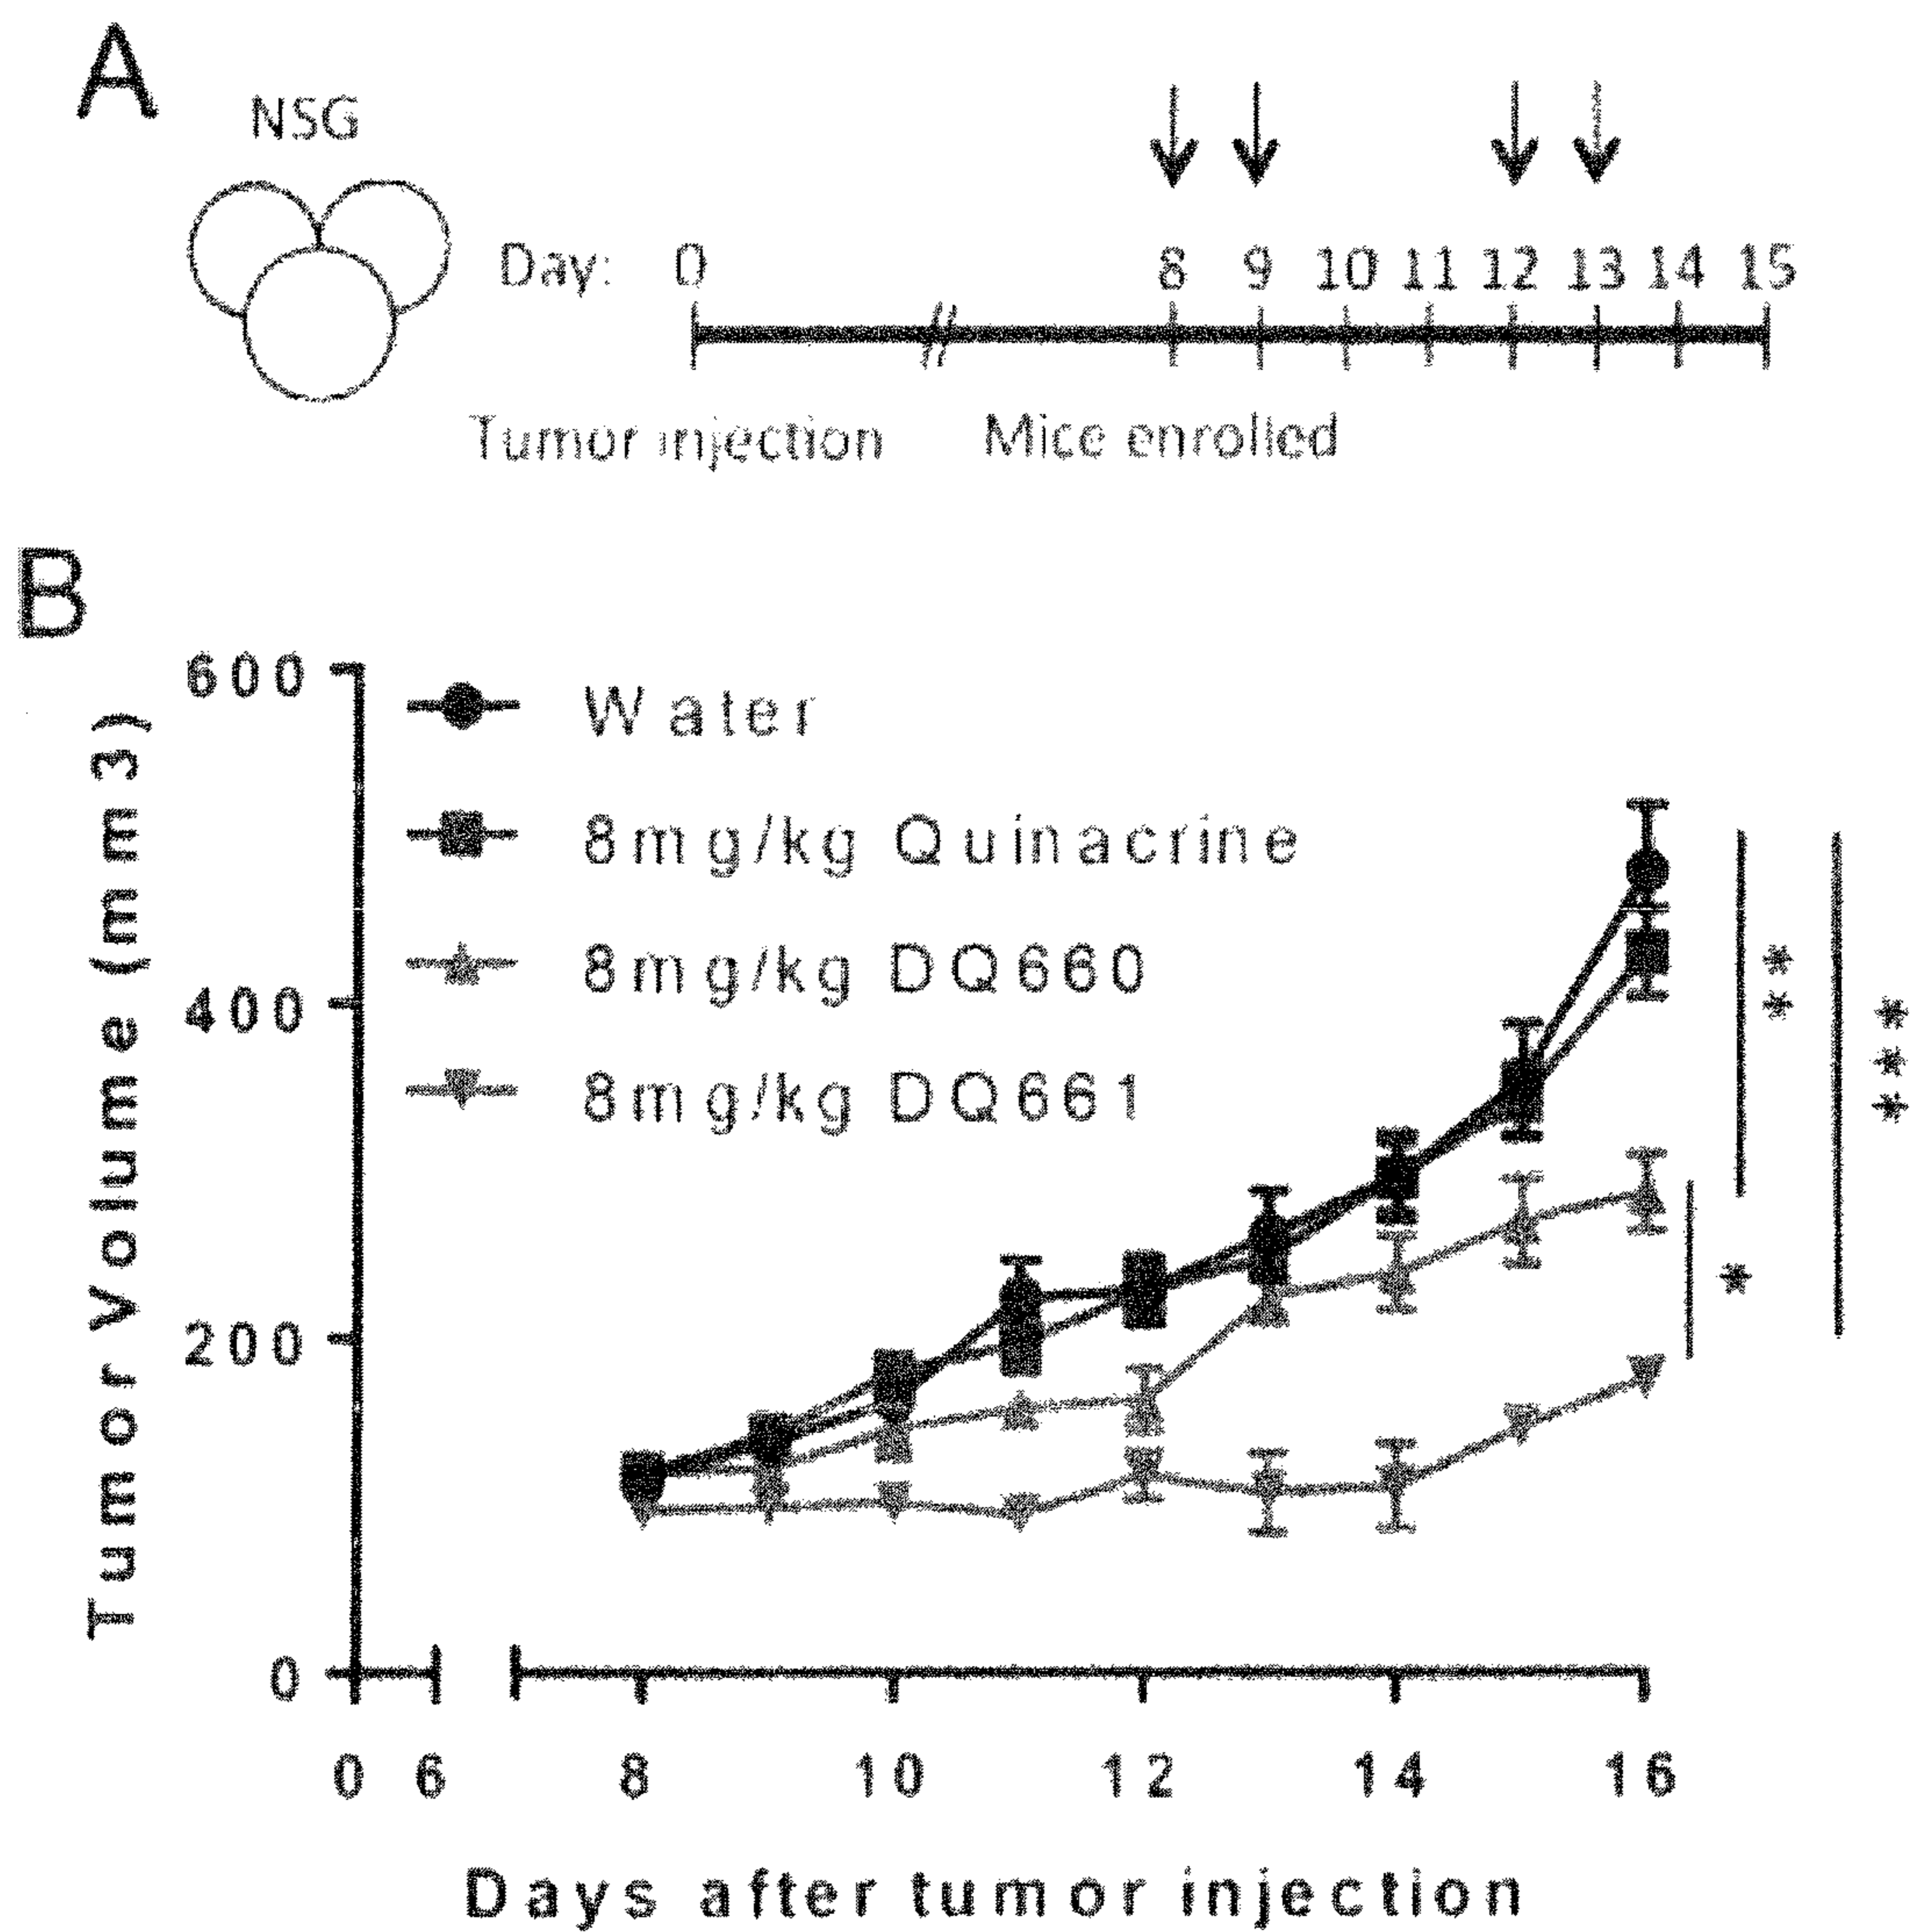 A
NSG
Day: 0 8 9 10 11 12 13 14 15
Tumor injection Mice enrolled
B
Tumor Volume (mm3)
600
400
200
0
Water
8mg/kg Quinacrine
8mg/kg DQ660
8mg/kg DQ661
**
***
*
0 6 8 10 12 14 16
Days after tumor injection